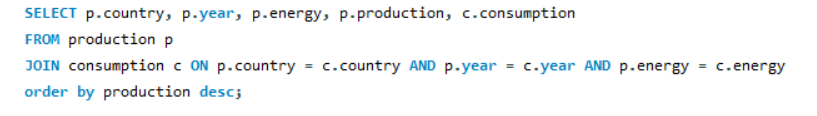 SELECT p.country, p.year, p.energy, p.production, c.consumption
FROM production p
JOIN consumption c ON p.country = c.country AND p.year = c.year AND p.energy = c.energy
order by production desc;